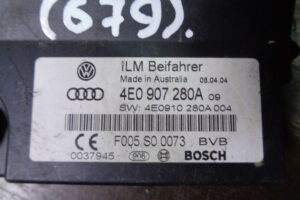 (679).
ILM Beifahrer
Made in Australia 08.04.04
4E0 907 280A 09
SW: 4E0910 280A 004
F005 S0 0073 BVB
0037945 906 BOSCH